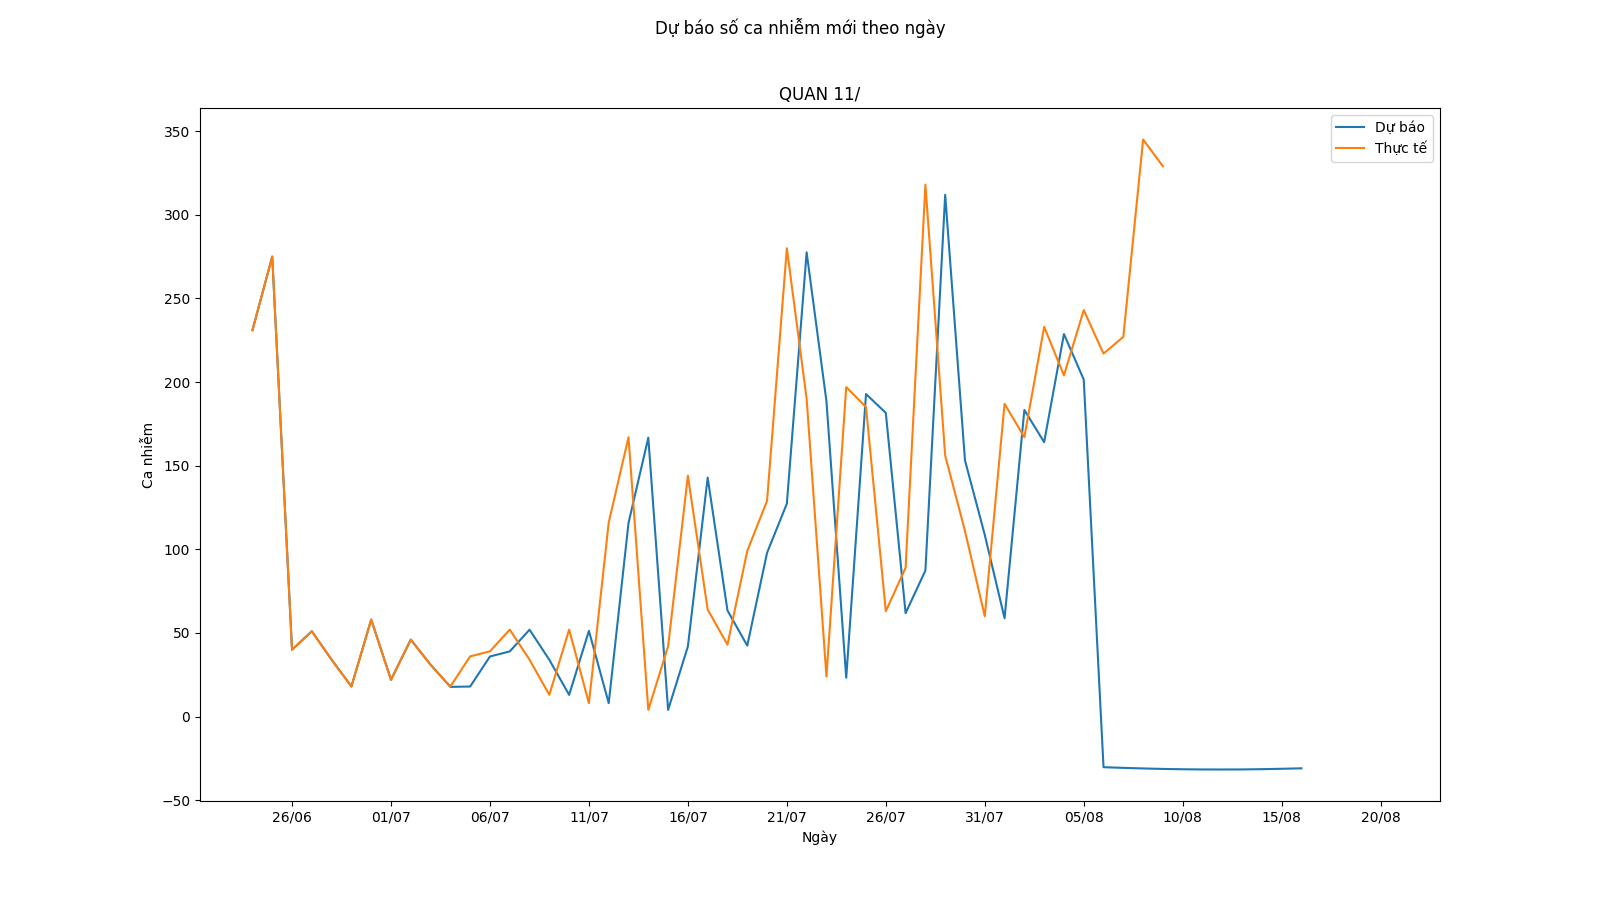 Dự báo số ca nhiễm mới theo ngày
QUAN 11/
Dự báo
Thực tế
350
300
250
200
150
100
50
0
−50
Ca nhiễm
26/06 01/07 06/07 11/07 16/07 21/07 26/07 31/07 05/08 10/08 15/08 20/08
Ngày